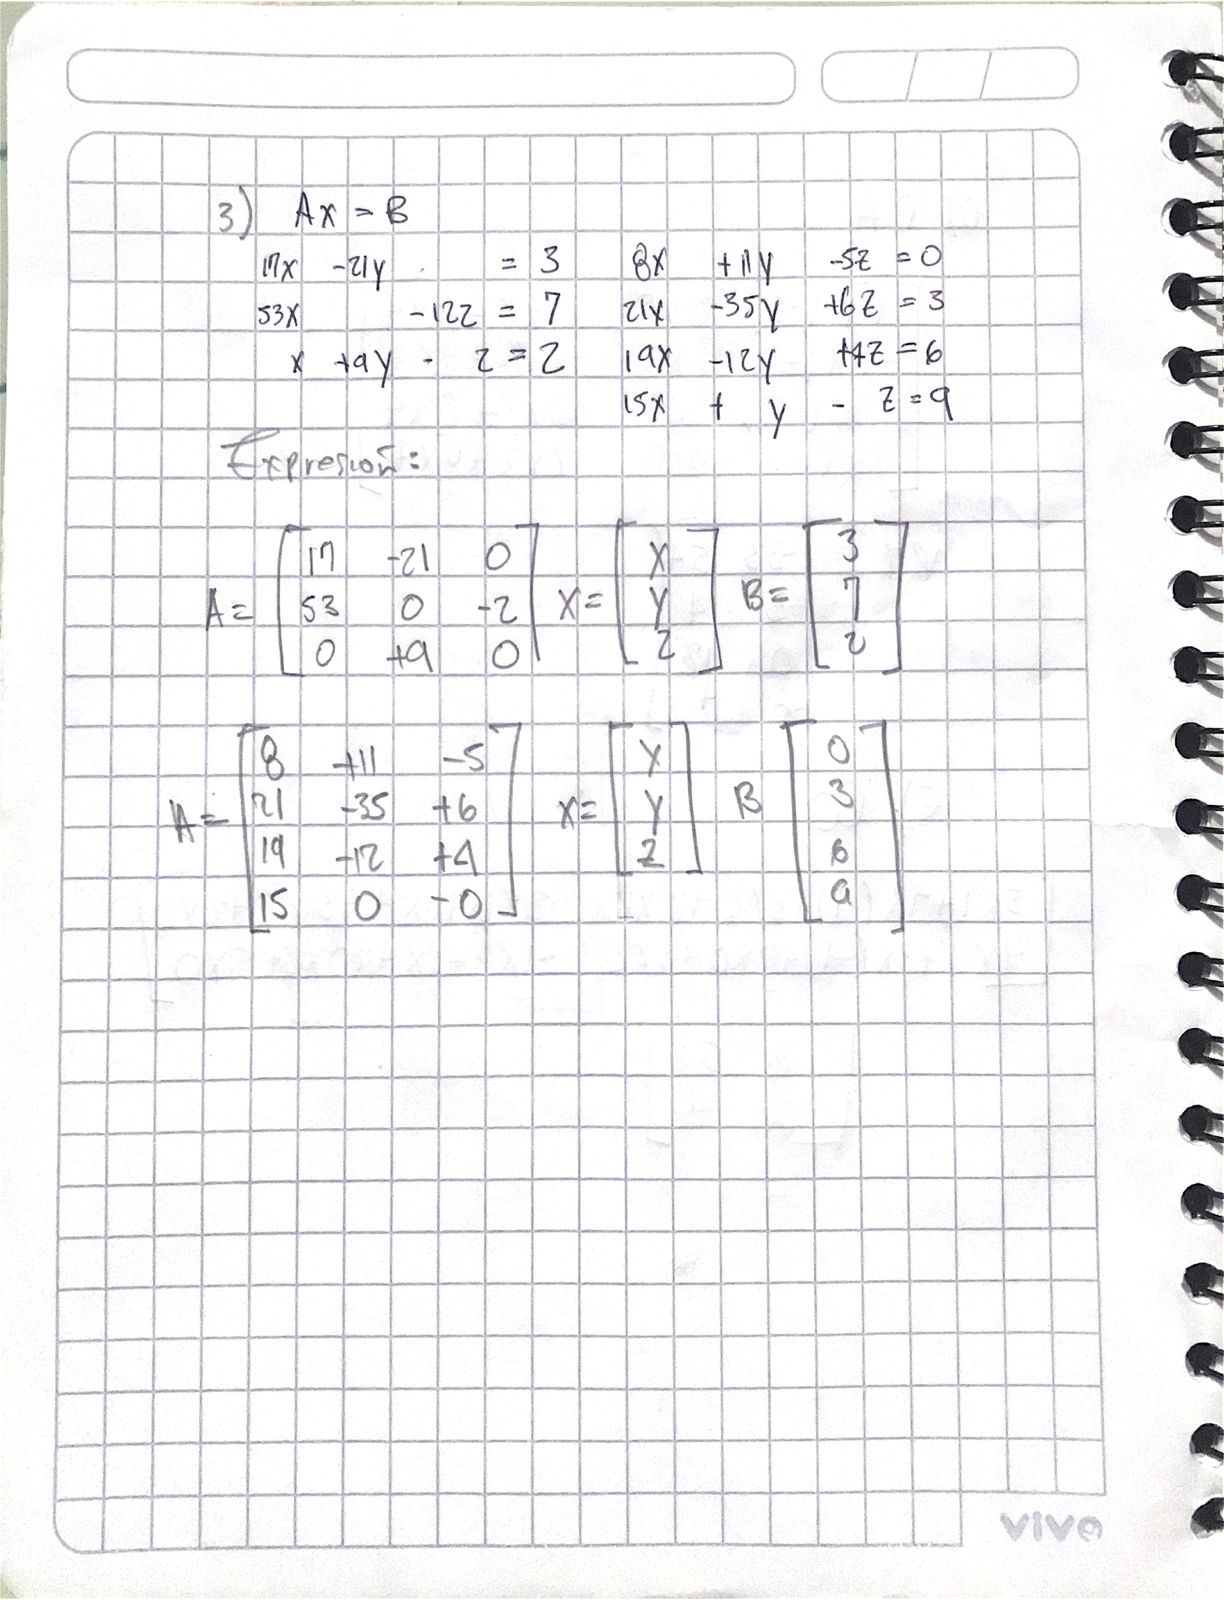 3) Ax = B
17x -21y = 3 8x +11y -5z = 0
53x -12z = 7 21x -35y +6z = 3
x +9y - z = 2 19x -12y +4z = 6
15x + y - z = 9
Expresión:
17 -21 0 x 3
A = 53 0 -2 x = y B = 7
0 +9 0 z 2
8 +11 -5 x 0
A = 21 -35 +6 x = y B 3
19 -12 +4 z 6
15 0 -0 9
vivo